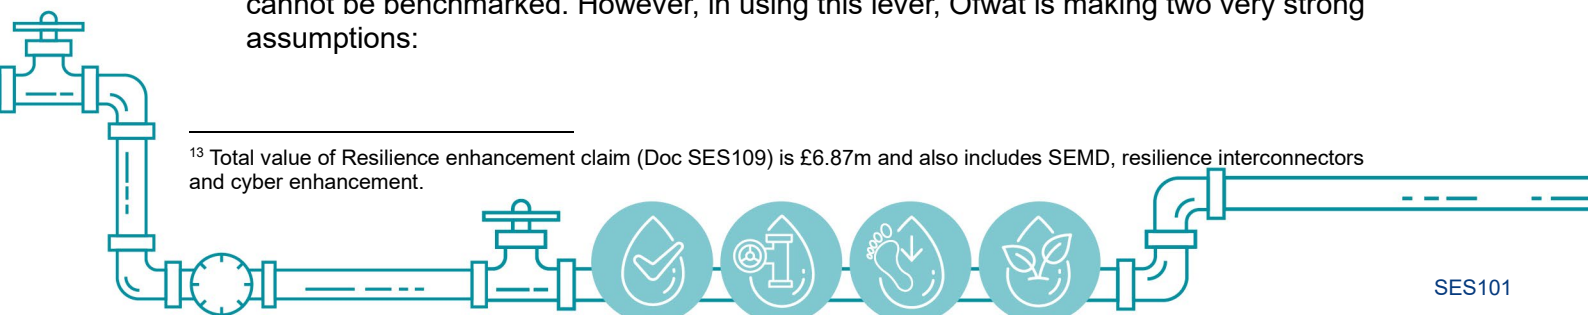 cannot be benchmarked. However, in using this lever, Ofwat is making two very strong
assumptions:
13 Total value of Resilience enhancement claim (Doc SES109) is £6.87m and also includes SEMD, resilience interconnectors
and cyber enhancement.
SES101